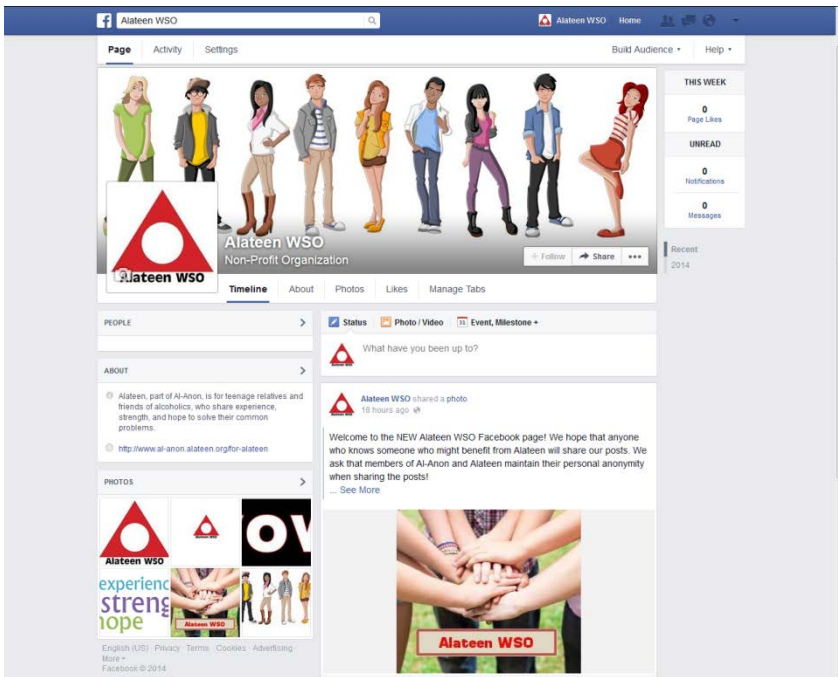 Alateen WSO
Alateen WSO Home
Page Activity Settings
Build Audience Help
THIS WEEK
0
Page Likes
UNREAD
0
Notifications
0
Messages
Recent
2014
Alateen WSO
Alateen WSO
Non-Profit Organization
+ Follow Share
Timeline About Photos Likes Manage Tabs
PEOPLE
ABOUT
Alateen, part of Al-Anon, is for teenage relatives and
friends of alcoholics, who share experience,
strength, and hope to solve their common
problems.
http://www.al-anon.alateen.org/for-alateen
PHOTOS
Alateen WSO
WOW
experience
streng
hope
Alateen WSO
English (US) · Privacy · Terms · Cookies · Advertising ·
More
Facebook © 2014
Status Photo / Video 31 Event, Milestone +
What have you been up to?
Alateen WSO shared a photo.
18 hours ago
Welcome to the NEW Alateen WSO Facebook page! We hope that anyone
who knows someone who might benefit from Alateen will share our posts. We
ask that members of Al-Anon and Alateen maintain their personal anonymity
when sharing the posts!
... See More
Alateen WSO